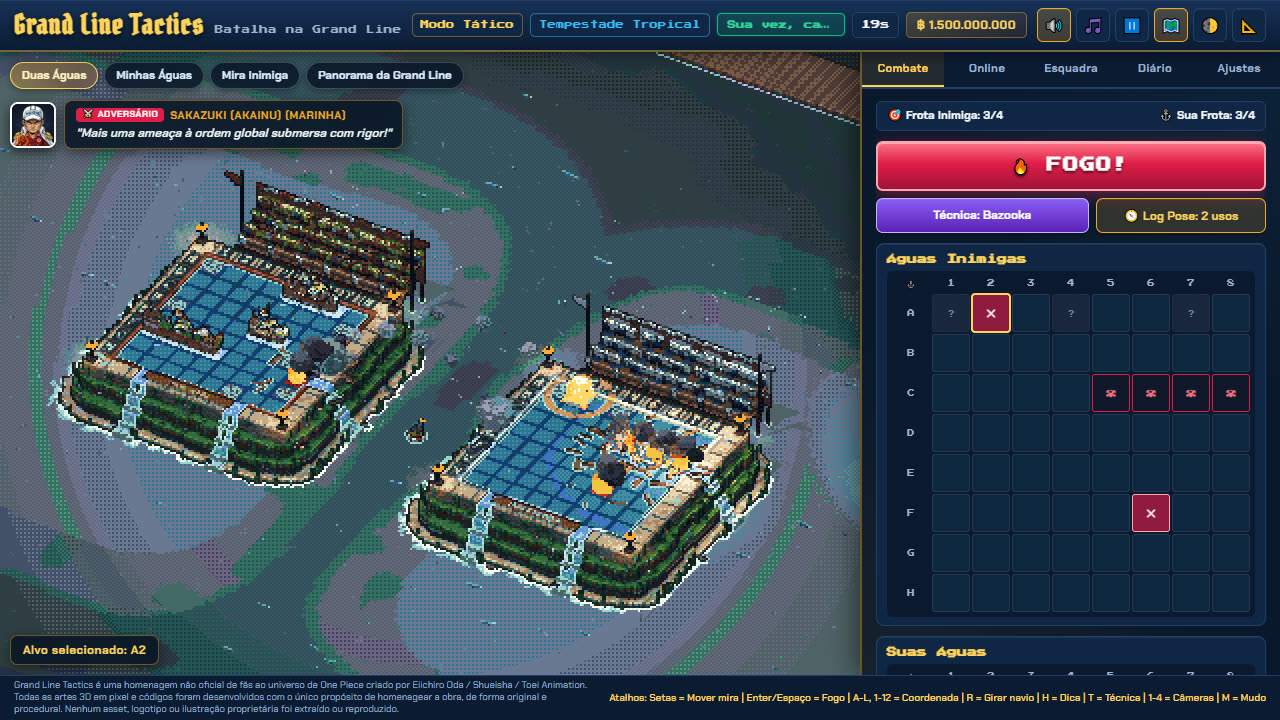 Grand Line Tactics Batalha na Grand Line Modo Tático Tempestade Tropical Sua vez, ca... 19s ฿ 1.500.000.000
Duas Águas Minhas Águas Mira Inimiga Panorama da Grand Line
Combate Online Esquadra Diário Ajustes
ADVERSÁRIO SAKAZUKI (AKAINU) (MARINHA)
"Mais uma ameaça à ordem global submersa com rigor!"
Frota Inimiga: 3/4 Sua Frota: 3/4
FOGO!
Técnica: Bazooka Log Pose: 2 usos
Águas Inimigas
1 2 3 4 5 6 7 8
A ? × ? ?
B
C
D
E
F ×
G
H
Suas Águas
Alvo selecionado: A2
Grand Line Tactics é uma homenagem não oficial de fãs ao universo de One Piece criado por Eiichiro Oda / Shueisha / Toei Animation.
Todas as artes 3D em pixel e códigos foram desenvolvidos com o único propósito de homenagear a obra, de forma original e
procedural. Nenhum asset, logotipo ou ilustração proprietária foi extraído ou reproduzido.
Atalhos: Setas = Mover mira | Enter/Espaço = Fogo | A-L, 1-12 = Coordenada | R = Girar navio | H = Dica | T = Técnica | 1-4 = Câmeras | M = Mudo